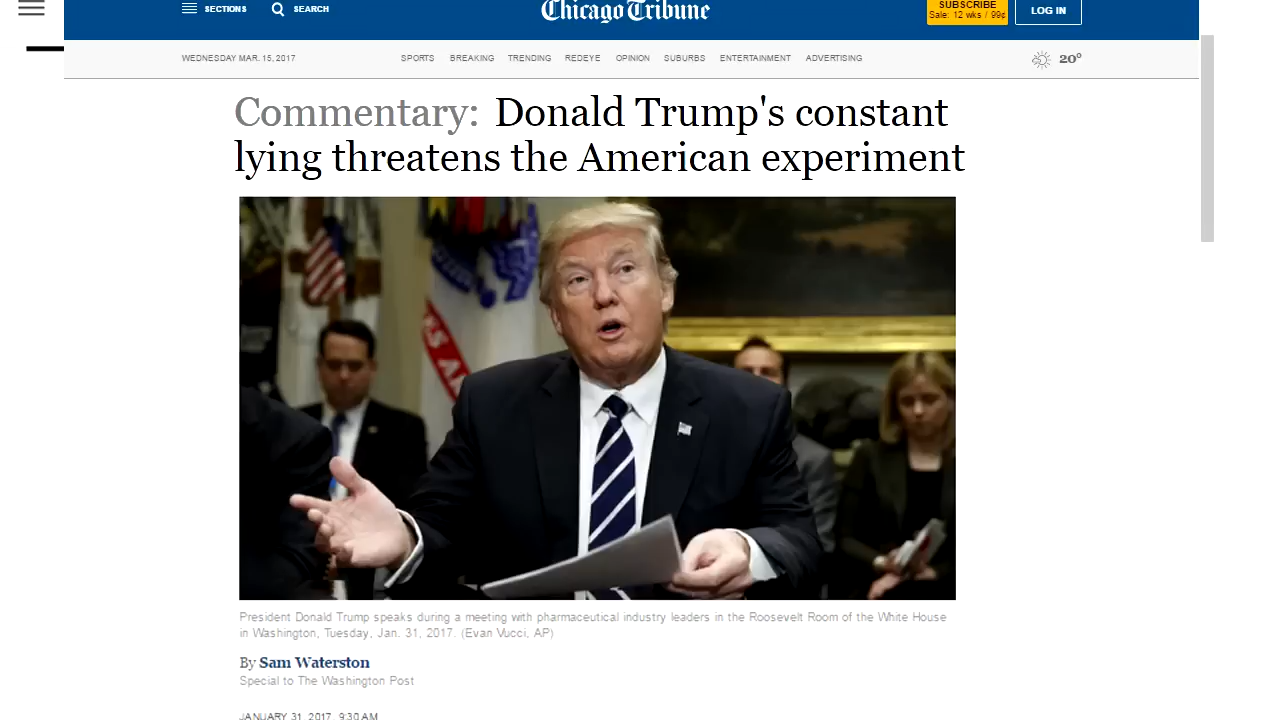 SECTIONS SEARCH Chicago Tribune SUBSCRIBE
Sale: 12 wks / 99¢ LOG IN
WEDNESDAY MAR. 15, 2017 SPORTS BREAKING TRENDING REDEYE OPINION SUBURBS ENTERTAINMENT ADVERTISING 20°
Commentary: Donald Trump's constant
lying threatens the American experiment
KS AR
President Donald Trump speaks during a meeting with pharmaceutical industry leaders in the Roosevelt Room of the White House
in Washington, Tuesday, Jan. 31, 2017. (Evan Vucci, AP)
By Sam Waterston
Special to The Washington Post
JANUARY 31, 2017, 9:30 AM